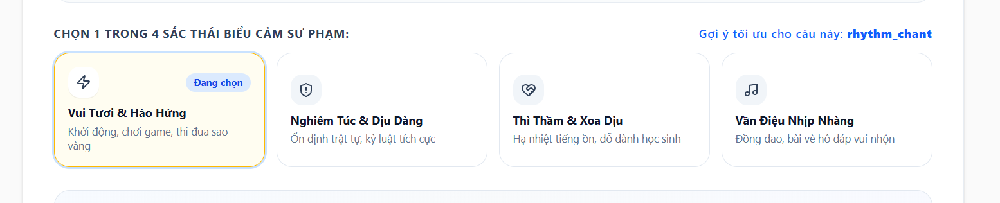 CHỌN 1 TRONG 4 SẮC THÁI BIỂU CẢM SƯ PHẠM:
Gợi ý tối ưu cho câu này: rhythm_chant
Đang chọn
Vui Tươi & Hào Hứng
Khởi động, chơi game, thi đua sao
vàng
Nghiêm Túc & Dịu Dàng
Ổn định trật tự, kỷ luật tích cực
Thì Thầm & Xoa Dịu
Hạ nhiệt tiếng ồn, dỗ dành học sinh
Vần Điệu Nhịp Nhàng
Đồng dao, bài vè hô đáp vui nhộn